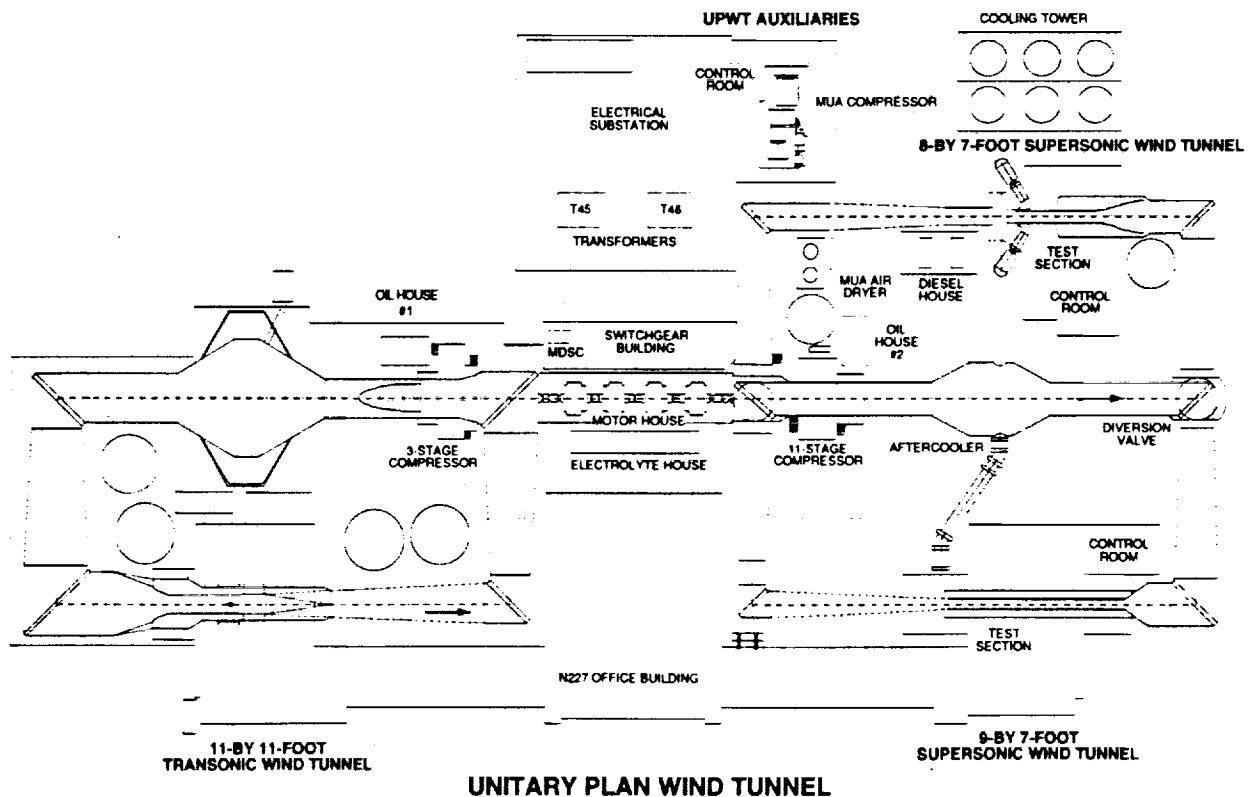 UPWT AUXILIARIES
COOLING TOWER
CONTROL
ROOM
MUA COMPRESSOR
ELECTRICAL
SUBSTATION
8-BY 7-FOOT SUPERSONIC WIND TUNNEL
T45
T46
TRANSFORMERS
TEST
SECTION
MUA AIR
DRYER
DIESEL
HOUSE
CONTROL
ROOM
OIL HOUSE
#1
OIL
HOUSE
#2
MDSC
SWITCHGEAR
BUILDING
MOTOR HOUSE
DIVERSION
VALVE
3-STAGE
COMPRESSOR
ELECTROLYTE HOUSE
11-STAGE
COMPRESSOR
AFTERCOOLER
CONTROL
ROOM
TEST
SECTION
N227 OFFICE BUILDING
11-BY 11-FOOT
TRANSONIC WIND TUNNEL
9-BY 7-FOOT
SUPERSONIC WIND TUNNEL
UNITARY PLAN WIND TUNNEL